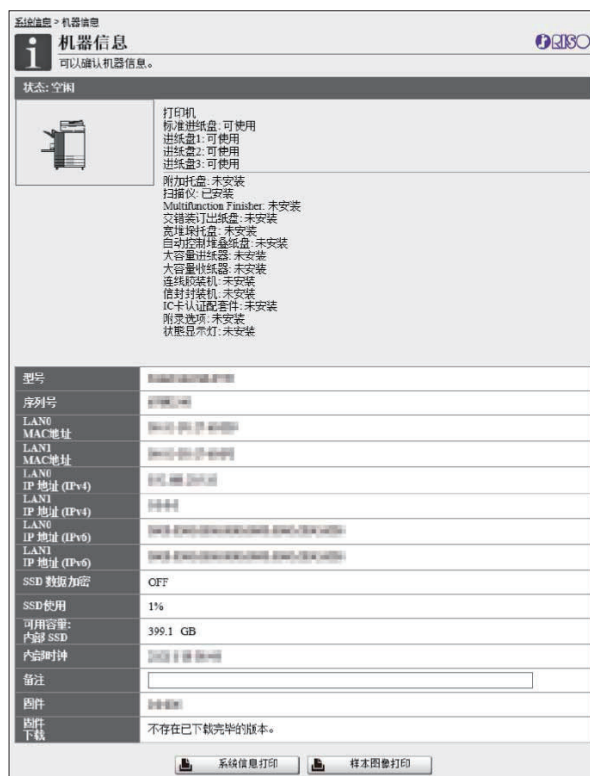 系统信息 > 机器信息
机器信息
RISO
可以确认机器信息。
状态: 空闲
打印机
标准进纸盘: 可使用
进纸盘1: 可使用
进纸盘2: 可使用
进纸盘3: 可使用
附加托盘: 未安装
扫描仪: 已安装
Multifunction Finisher: 未安装
交错装订出纸盘: 未安装
宽堆垛托盘: 未安装
自动控制堆叠纸盘: 未安装
大容量进纸器: 未安装
大容量收纸器: 未安装
连线胶装机: 未安装
信封封装机: 未安装
IC卡认证配套件: 未安装
附录选项: 未安装
状态显示灯: 未安装
型号
序列号
LAN0
MAC地址
LAN1
MAC地址
LAN0
IP 地址 (IPv4)
LAN1
IP 地址 (IPv4)
LAN0
IP 地址 (IPv6)
LAN1
IP 地址 (IPv6)
SSD 数据加密 OFF
SSD使用 1%
可用容量:
内部 SSD 399.1 GB
内部时钟
备注
固件
固件
下载 不存在已下载完毕的版本。
系统信息打印 样本图像打印